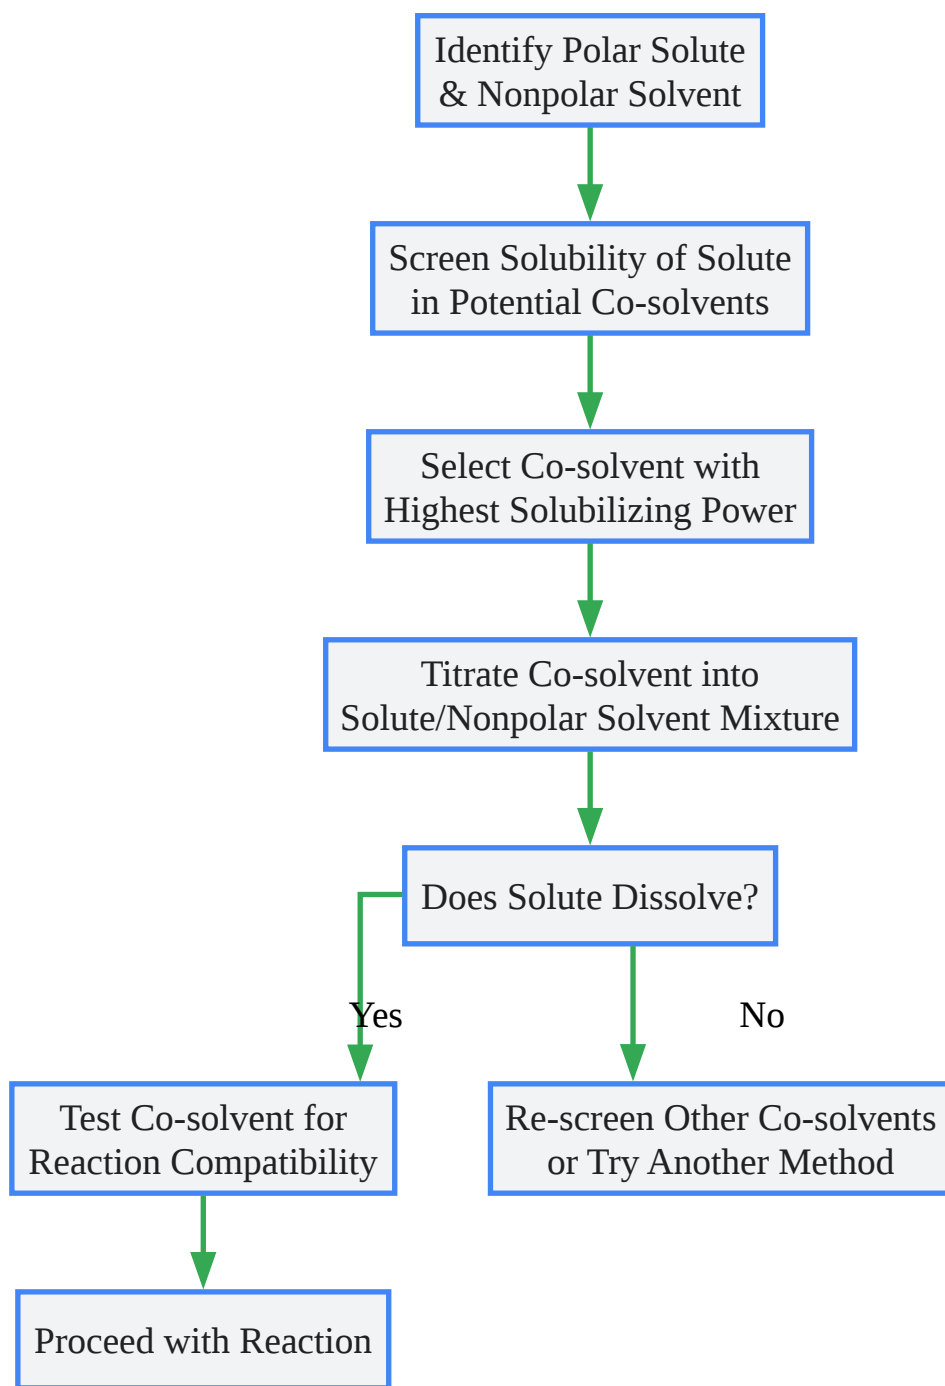 Identify Polar Solute
& Nonpolar Solvent
Screen Solubility of Solute
in Potential Co-solvents
Select Co-solvent with
Highest Solubilizing Power
Titrate Co-solvent into
Solute/Nonpolar Solvent Mixture
Does Solute Dissolve?
Yes
No
Test Co-solvent for
Reaction Compatibility
Re-screen Other Co-solvents
or Try Another Method
Proceed with Reaction